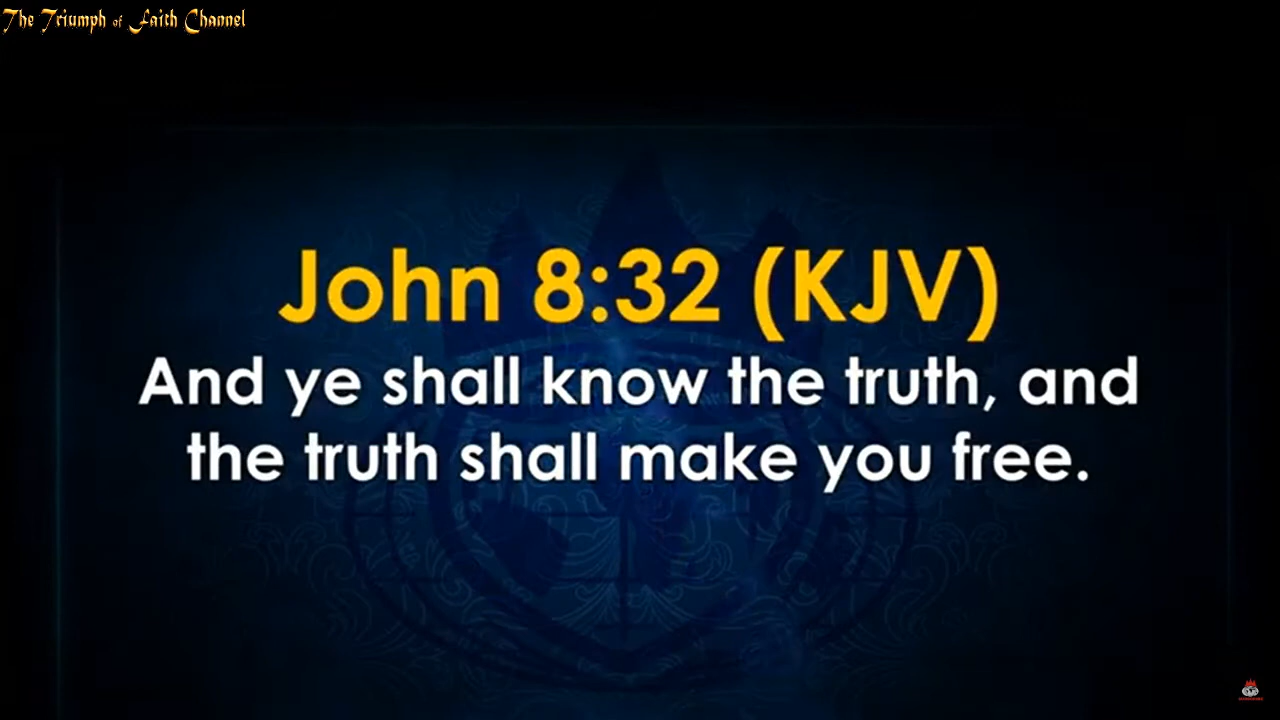 The Triumph of Faith Channel
John 8:32 (KJV)
And ye shall know the truth, and
the truth shall make you free.